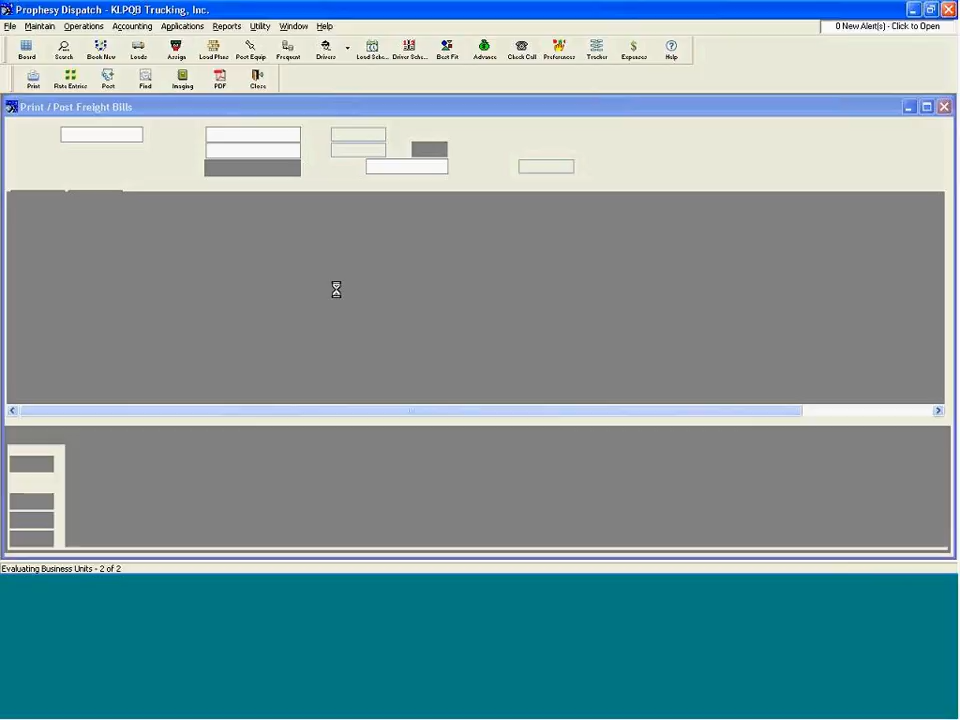 Prophesy Dispatch - KLPQB Trucking, Inc.
File Maintain Operations Accounting Applications Reports Utility Window Help
0 New Alert(s) - Click to Open
Board Search Book New Loads Assign Load Place Post Equip Frequent Drivers Load Sche... Driver Sche... Best Fit Advance Check Call Preferences Tracker Expenses Help
Print Rate Entries Post Find Imaging PDF Close
Print / Post Freight Bills
Evaluating Business Units - 2 of 2